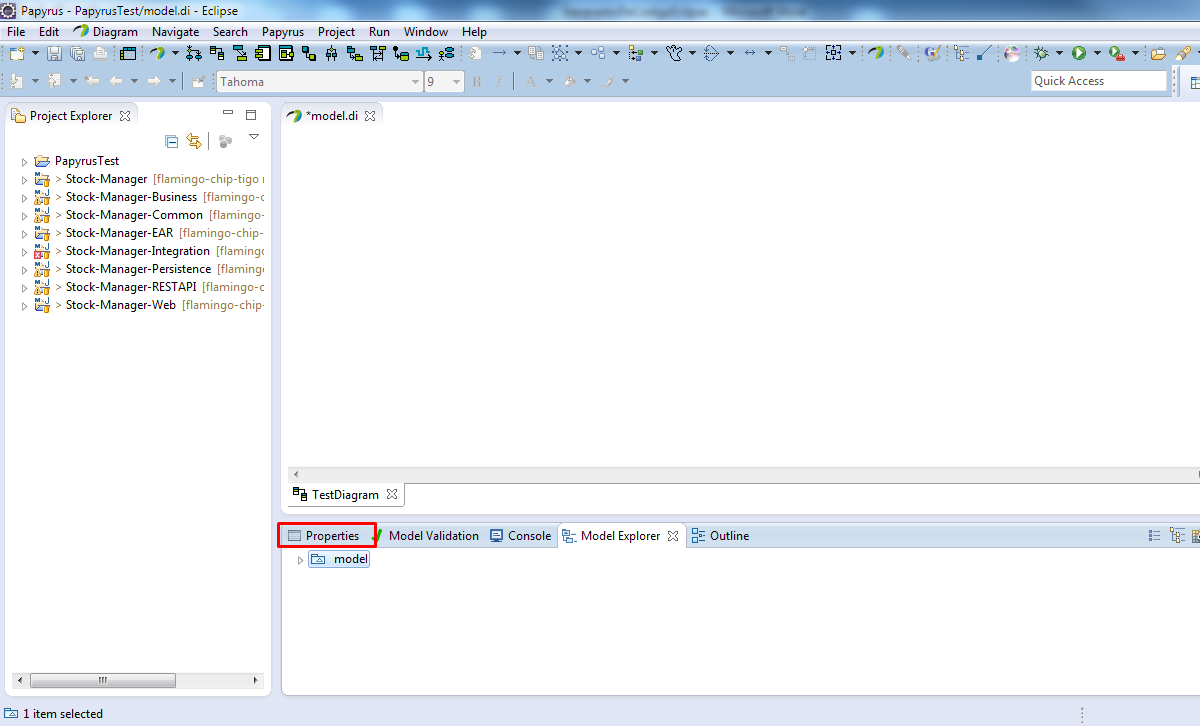 Papyrus - PapyrusTest/model.di - Eclipse
File Edit Diagram Navigate Search Papyrus Project Run Window Help
Tahoma 9 B I A Quick Access
Project Explorer
*model.di
PapyrusTest
> Stock-Manager [flamingo-chip-tigo
> Stock-Manager-Business [flamingo-c
> Stock-Manager-Common [flamingo-
> Stock-Manager-EAR [flamingo-chip-
> Stock-Manager-Integration [flaming
> Stock-Manager-Persistence [flamingo
> Stock-Manager-RESTAPI [flamingo-c
> Stock-Manager-Web [flamingo-chip-
TestDiagram
Properties Model Validation Console Model Explorer Outline
model
1 item selected